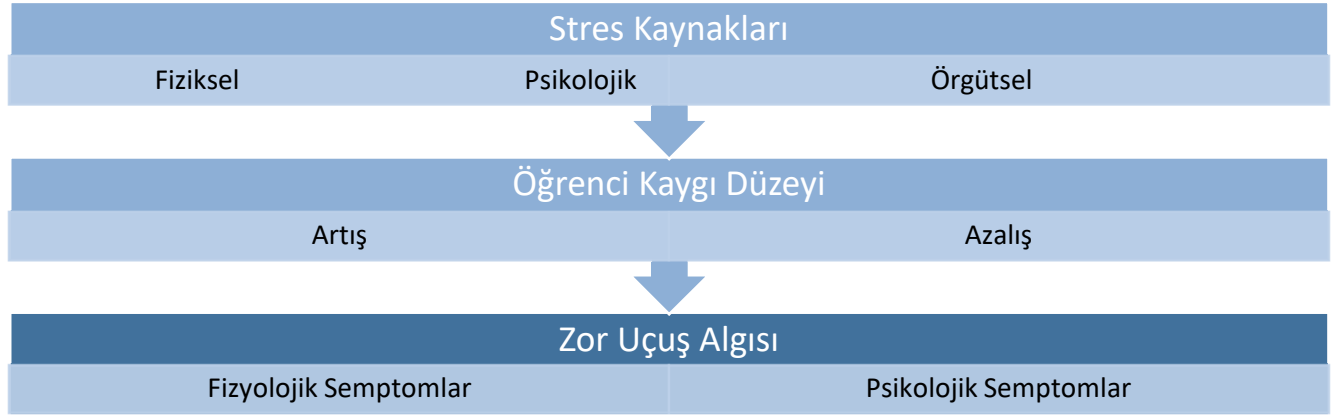 Stres Kaynakları
Fiziksel Psikolojik Örgütsel
Öğrenci Kaygı Düzeyi
Artış Azalış
Zor Uçuş Algısı
Fizyolojik Semptomlar Psikolojik Semptomlar